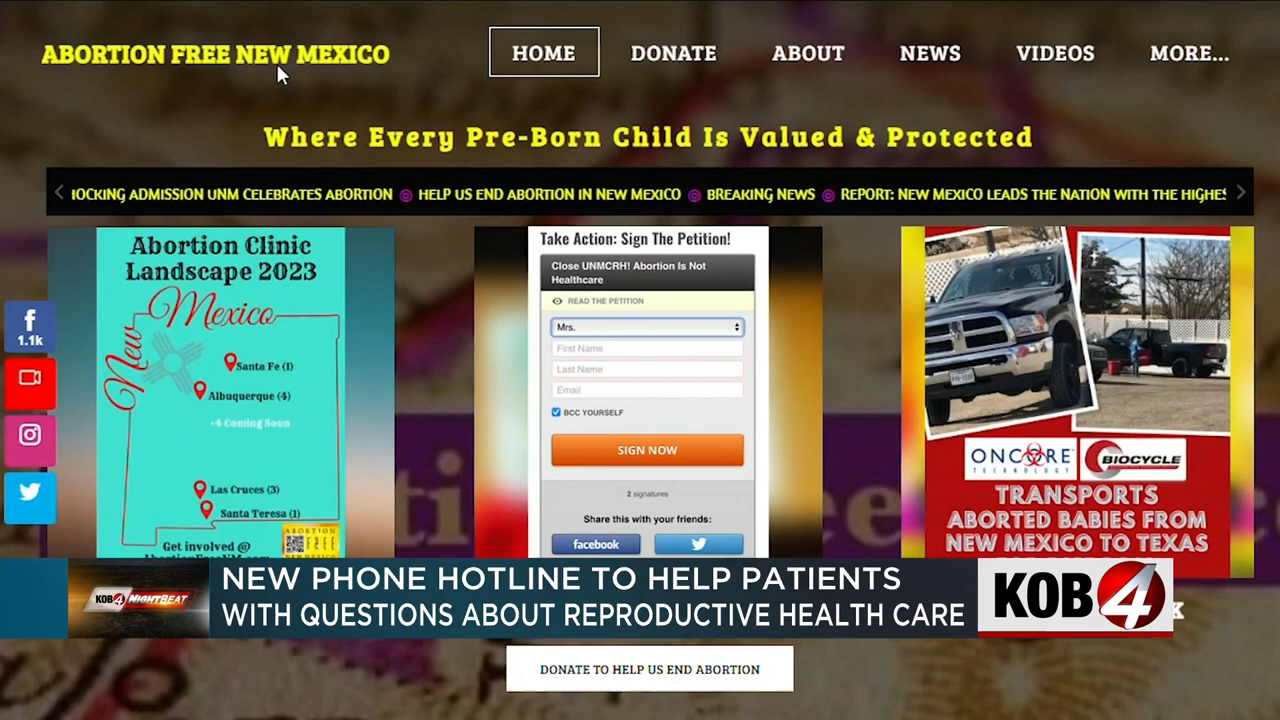 ABORTION FREE NEW MEXICO
HOME DONATE ABOUT NEWS VIDEOS MORE...
Where Every Pre-Born Child Is Valued & Protected
ADMISSION UNM CELEBRATES ABORTION HELP US END ABORTION IN NEW MEXICO BREAKING NEWS REPORT: NEW MEXICO LEADS THE NATION WITH THE
f
1.1k
Abortion Clinic
Landscape 2023
New Mexico
Santa Fe (1)
Albuquerque (4)
+4 Coming Soon
Las Cruces (3)
Santa Teresa (1)
Get involved @
ABORTION
FREE
Take Action: Sign The Petition!
Close UNMCRH! Abortion Is Not
Healthcare
READ THE PETITION
Mrs.
First Name
Last Name
Email
BCC YOURSELF
SIGN NOW
2 signatures
Share this with your friends:
facebook
ONCORE
TECHNOLOGY
BIOCYCLE
TRANSPORTS
ABORTED BABIES FROM
NEW MEXICO TO TEXAS
KOB 4 NIGHTBEAT
NEW PHONE HOTLINE TO HELP PATIENTS
WITH QUESTIONS ABOUT REPRODUCTIVE HEALTH CARE
KOB 4
DONATE TO HELP US END ABORTION